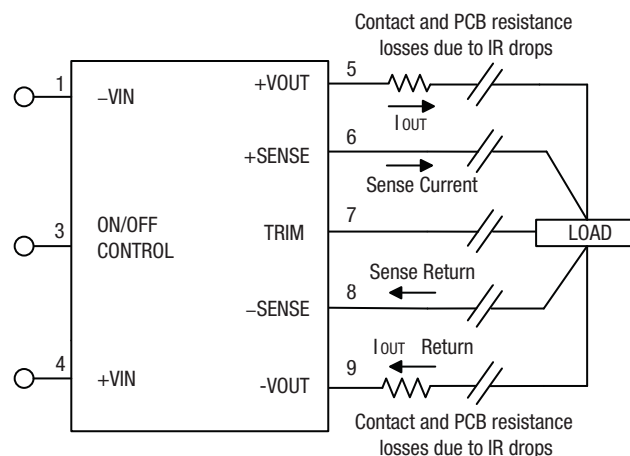 Contact and PCB resistance
losses due to IR drops
1
–VIN
+VOUT
5
IOUT
+SENSE
6
Sense Current
3
ON/OFF
CONTROL
TRIM
7
LOAD
Sense Return
–SENSE
8
IOUT Return
4
+VIN
-VOUT
9
Contact and PCB resistance
losses due to IR drops